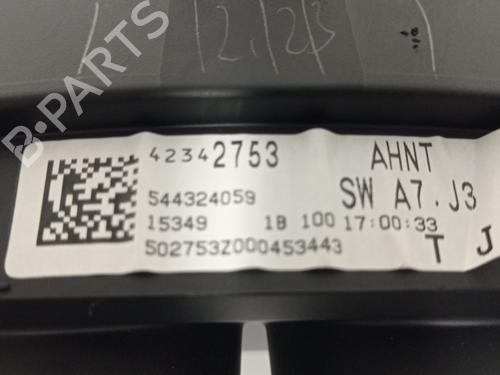 12.123
B-PARTS
42342753 AHNT
544324059 SW A7.J3
15349 1B 100 17:00:33
502753Z000453443 T J